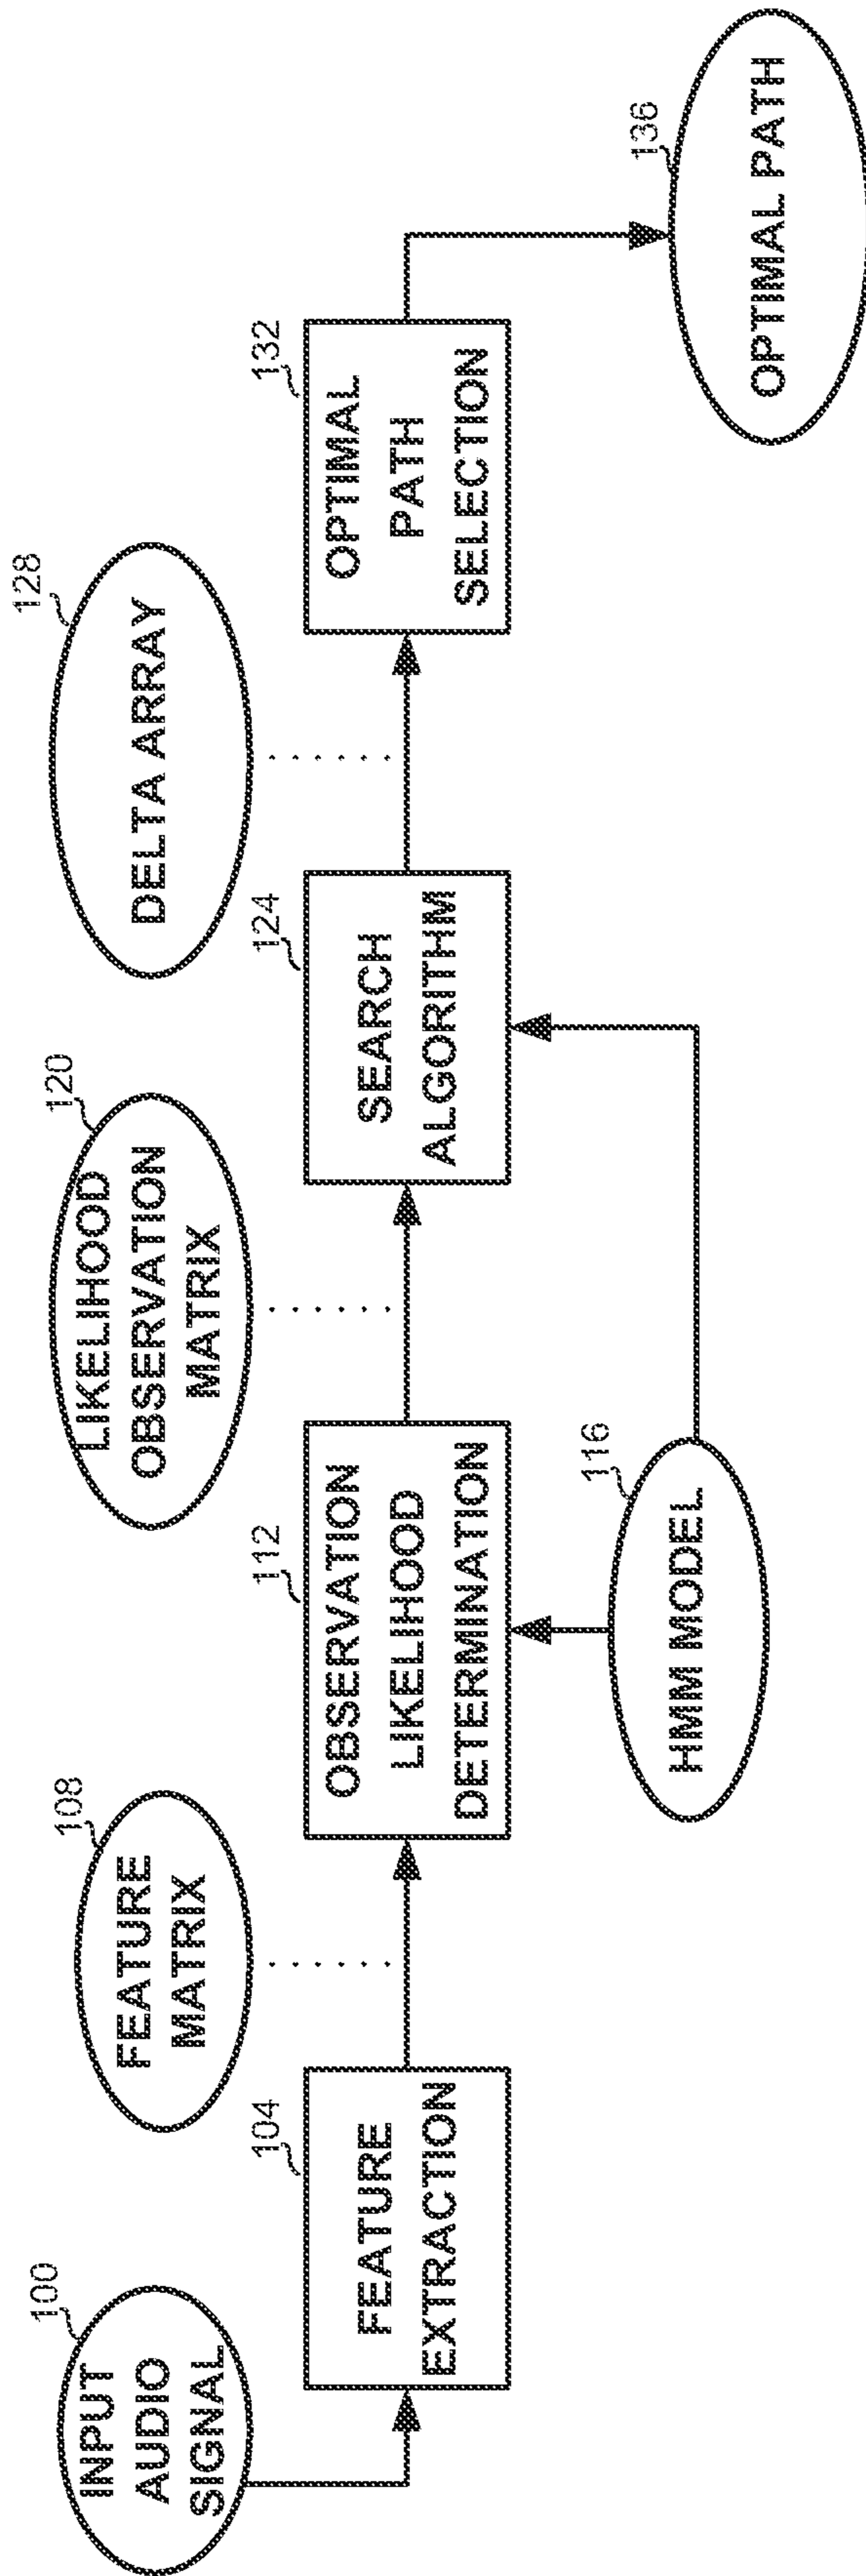 100
INPUT
AUDIO
SIGNAL
104
FEATURE
EXTRACTION
108
FEATURE
MATRIX
112
OBSERVATION
LIKELIHOOD
DETERMINATION
116
HMM MODEL
120
LIKELIHOOD
OBSERVATION
MATRIX
124
SEARCH
ALGORITHM
128
DELTA ARRAY
132
OPTIMAL
PATH
SELECTION
136
OPTIMAL PATH